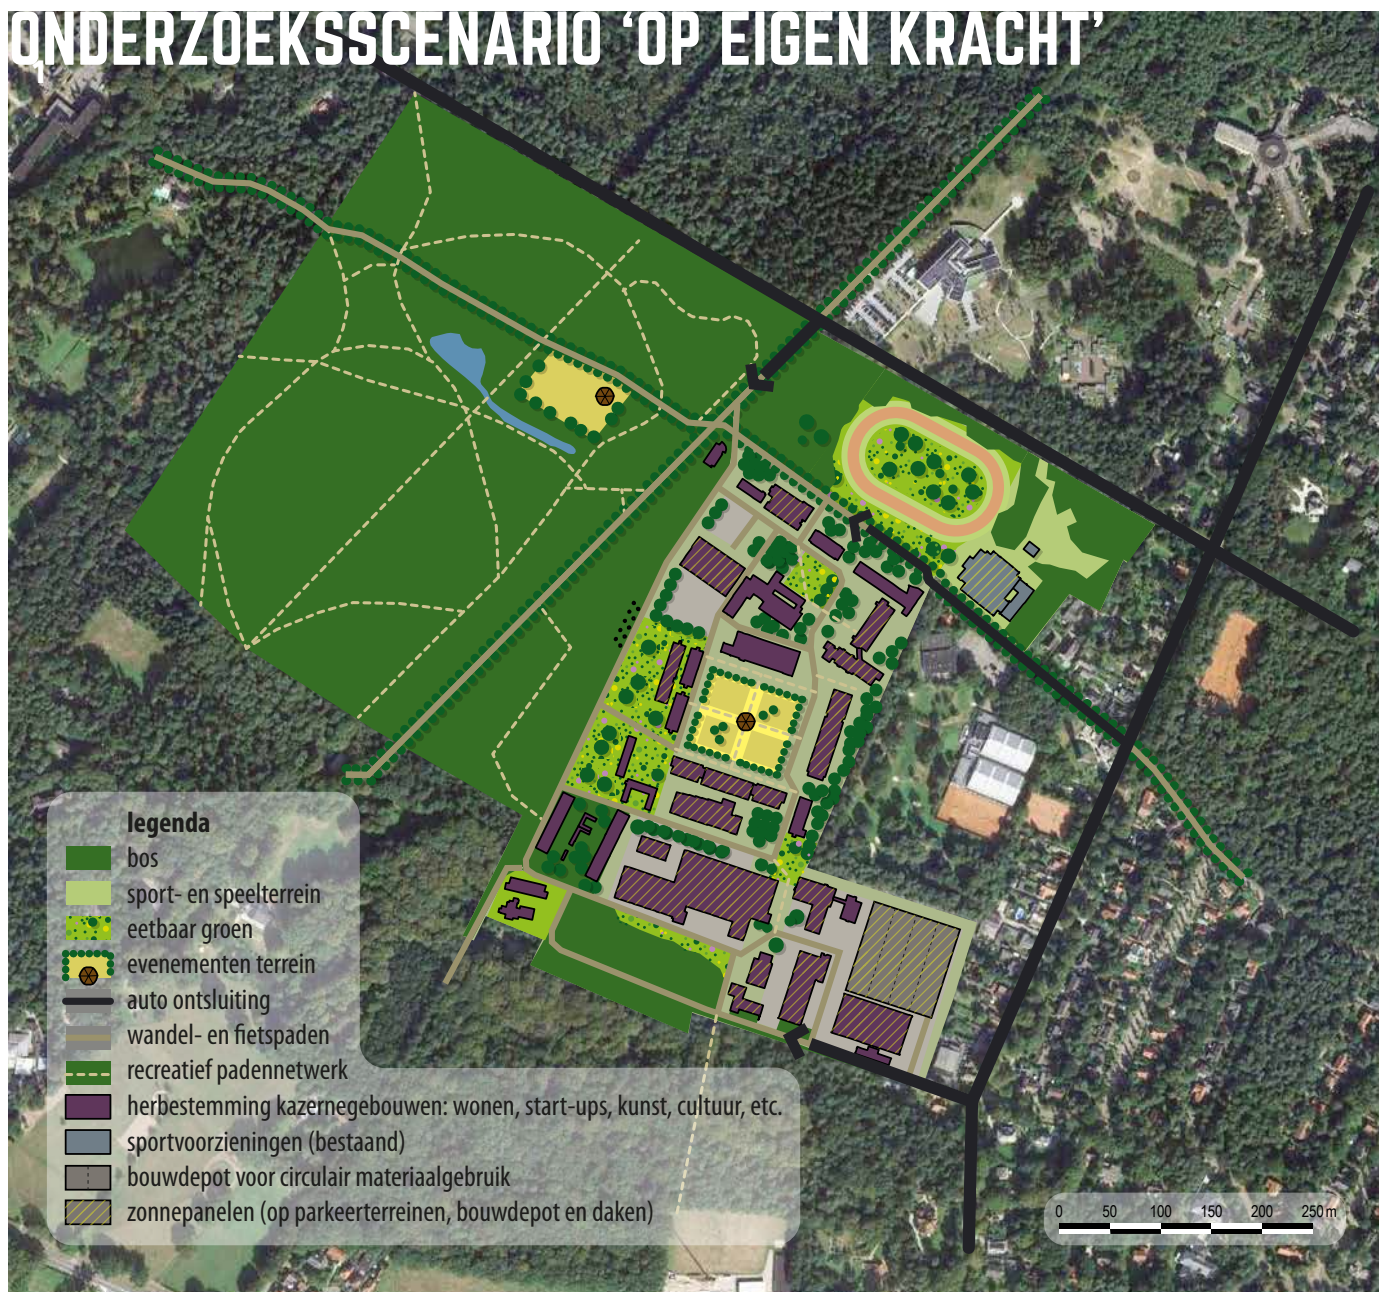 ONDERZOEKSSCENARIO ‘OP EIGEN KRACHT’
1
legenda
bos
sport- en speelterrein
eetbaar groen
evenementen terrein
auto ontsluiting
wandel- en fietspaden
recreatief padennetwerk
herbestemming kazernegebouwen: wonen, start-ups, kunst, cultuur, etc.
sportvoorzieningen (bestaand)
bouwdepot voor circulair materiaalgebruik
zonnepanelen (op parkeerterreinen, bouwdepot en daken)
0 50 100 150 200 250 m